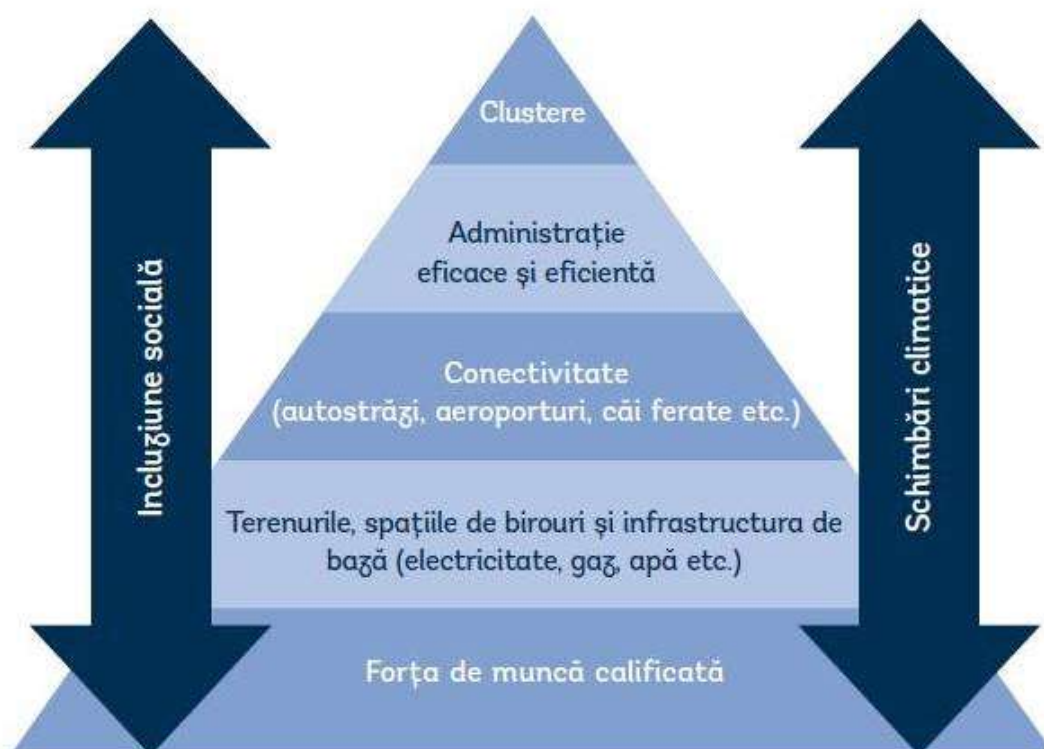 Clustere
Administrație
eficace și eficientă
Conectivitate
(autostrăzi, aeroporturi, căi ferate etc.)
Terenurile, spațiile de birouri și infrastructura de
bază (electricitate, gaz, apă etc.)
Forța de muncă calificată
Incluziune socială
Schimbări climatice